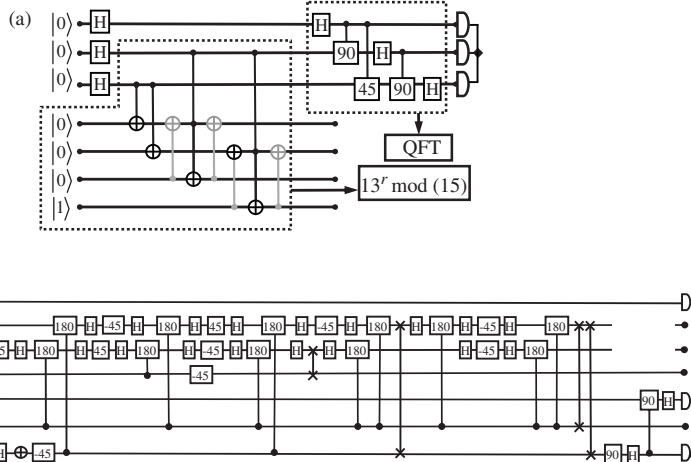 (a)
|0⟩ H H
|0⟩ H 90 H
|0⟩ H 45 90 H
|0⟩
|0⟩ QFT
|0⟩ 13^r mod (15)
|1⟩
180 H -45 H 180 H 45 H 180 H -45 H 180 H 180 H -45 H 180
H 180 H 45 H 180 H -45 H 180 H H 180 H -45 H 180
-45
90 H
-45 90 H